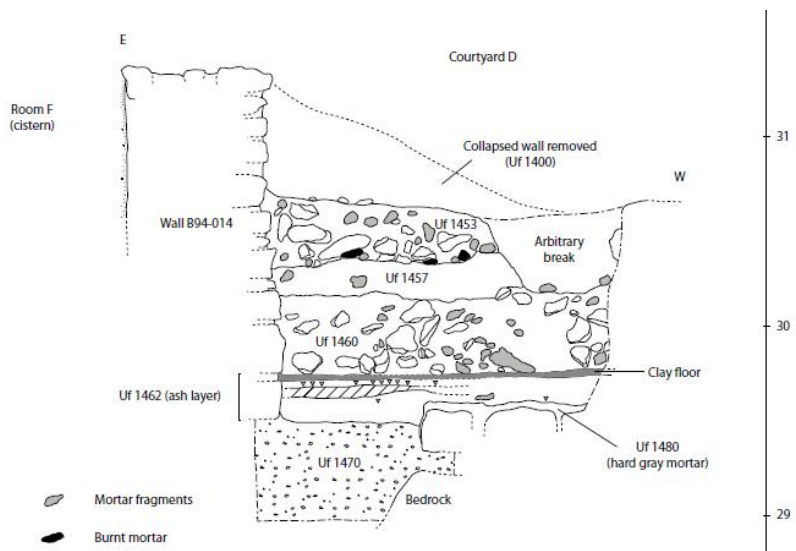 E
Courtyard D
Room F
(cistern)
31
Collapsed wall removed
(Uf 1400)
W
Wall B94-014
Uf 1453
Arbitrary
break
Uf 1457
30
Uf 1460
Clay floor
Uf 1462 (ash layer)
Uf 1480
(hard gray mortar)
Uf 1470
Mortar fragments
Bedrock
29
Burnt mortar